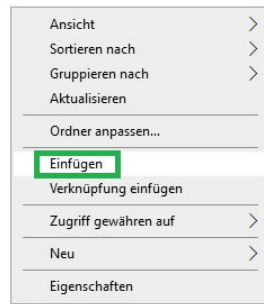 Ansicht
Sortieren nach
Gruppieren nach
Aktualisieren
Ordner anpassen...
Einfügen
Verknüpfung einfügen
Zugriff gewähren auf
Neu
Eigenschaften